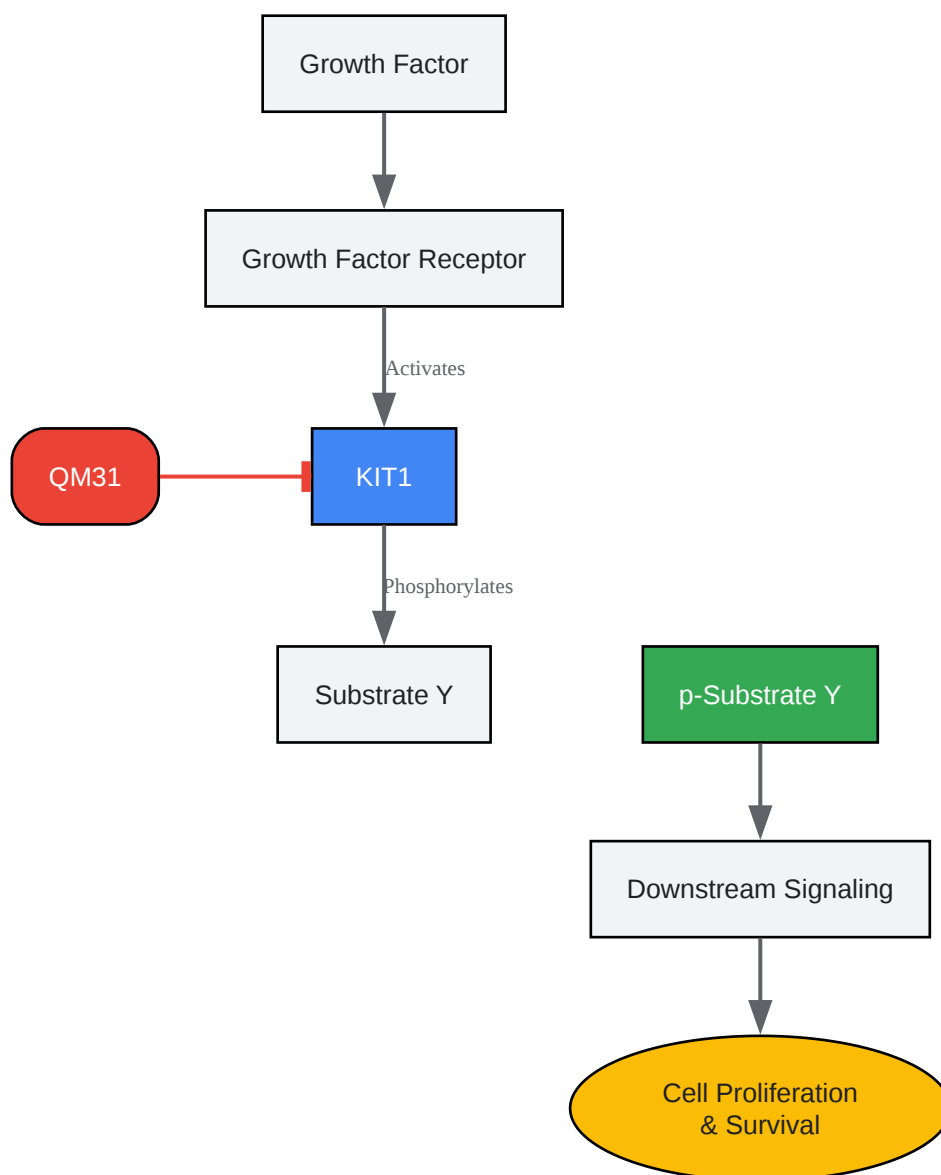 Growth Factor
Growth Factor Receptor
Activates
QM31
KIT1
Phosphorylates
Substrate Y
p-Substrate Y
Downstream Signaling
Cell Proliferation
& Survival